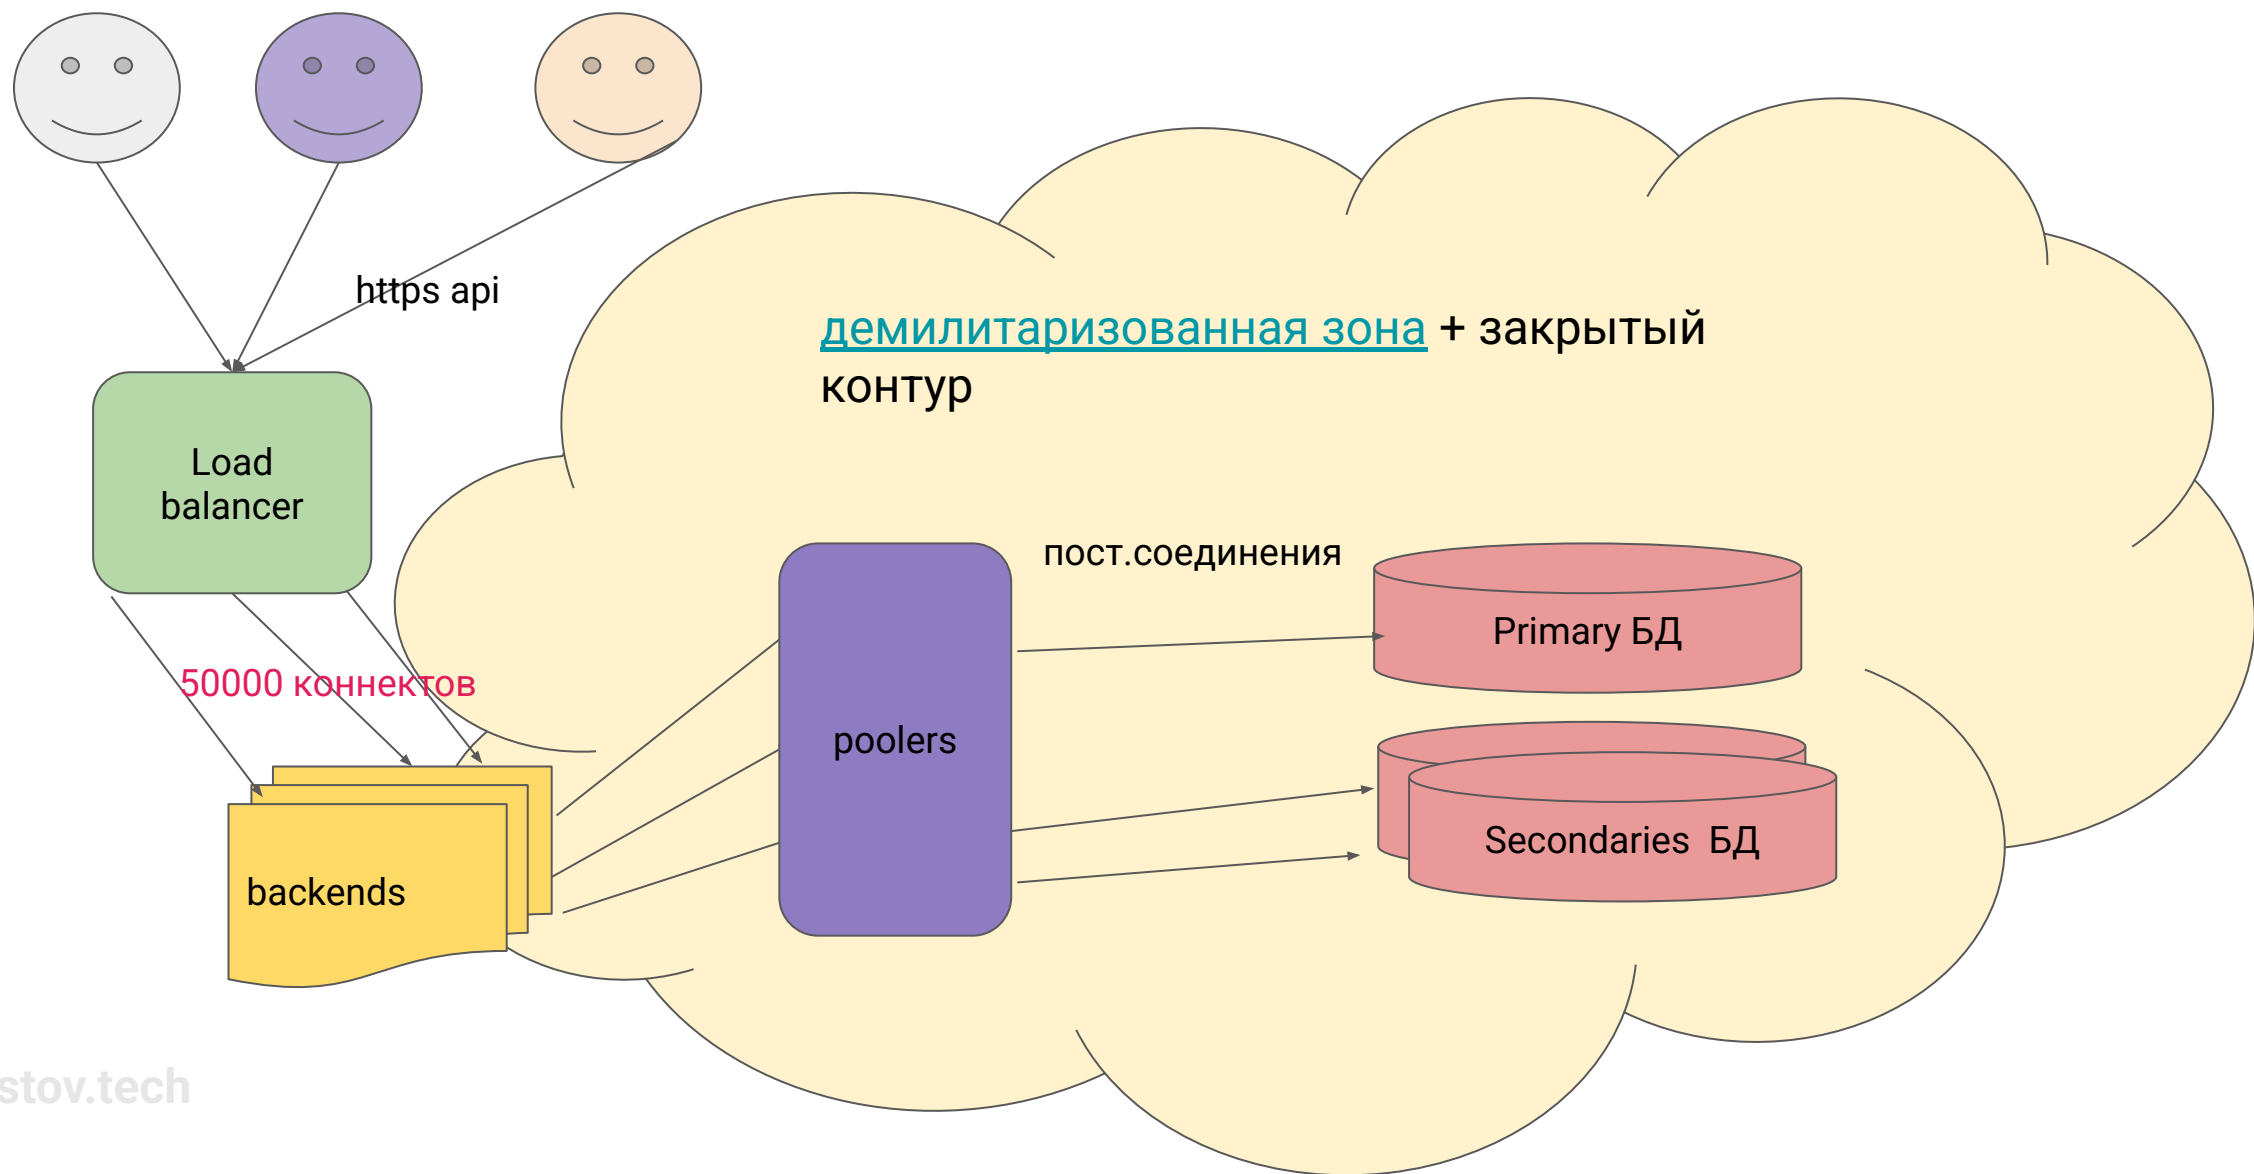 https api
демилитаризованная зона + закрытый
контур
Load
balancer
пост.соединения
Primary БД
50000 коннектов
poolers
Secondaries БД
backends
stov.tech